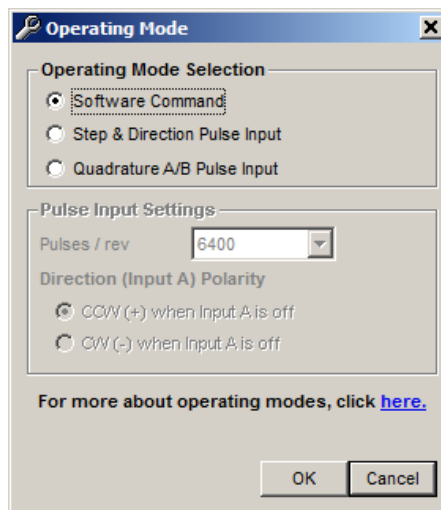 Operating Mode
Operating Mode Selection
Software Command
Step & Direction Pulse Input
Quadrature A/B Pulse Input
Pulse Input Settings
Pulses / rev 6400
Direction (Input A) Polarity
CCW (+) when Input A is off
CW (-) when Input A is off
For more about operating modes, click here.
OK Cancel